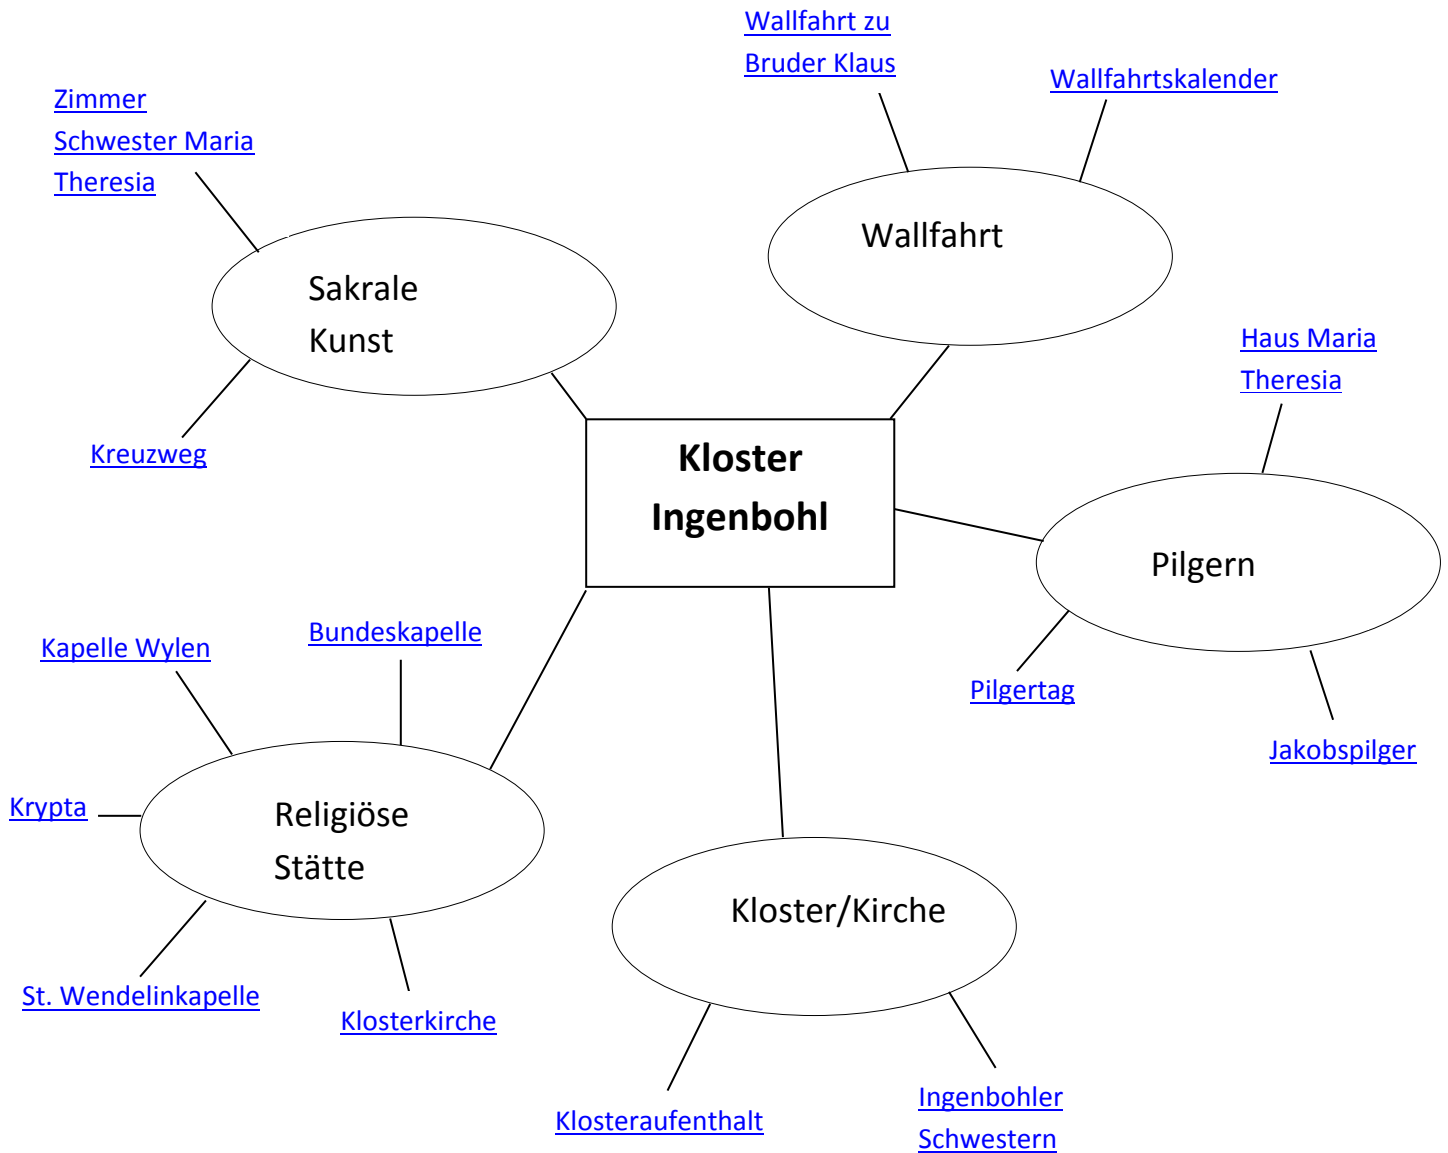 Wallfahrt zu
Bruder Klaus
Wallfahrtskalender
Zimmer
Schwester Maria
Theresia
Wallfahrt
Sakrale
Kunst
Haus Maria
Theresia
Kreuzweg
Kloster
Ingenbohl
Pilgern
Bundeskapelle
Kapelle Wylen
Pilgertag
Jakobspilger
Krypta
Religiöse
Stätte
Kloster/Kirche
St. Wendelinkapelle
Klosterkirche
Klosteraufenthalt
Ingenbohler
Schwestern